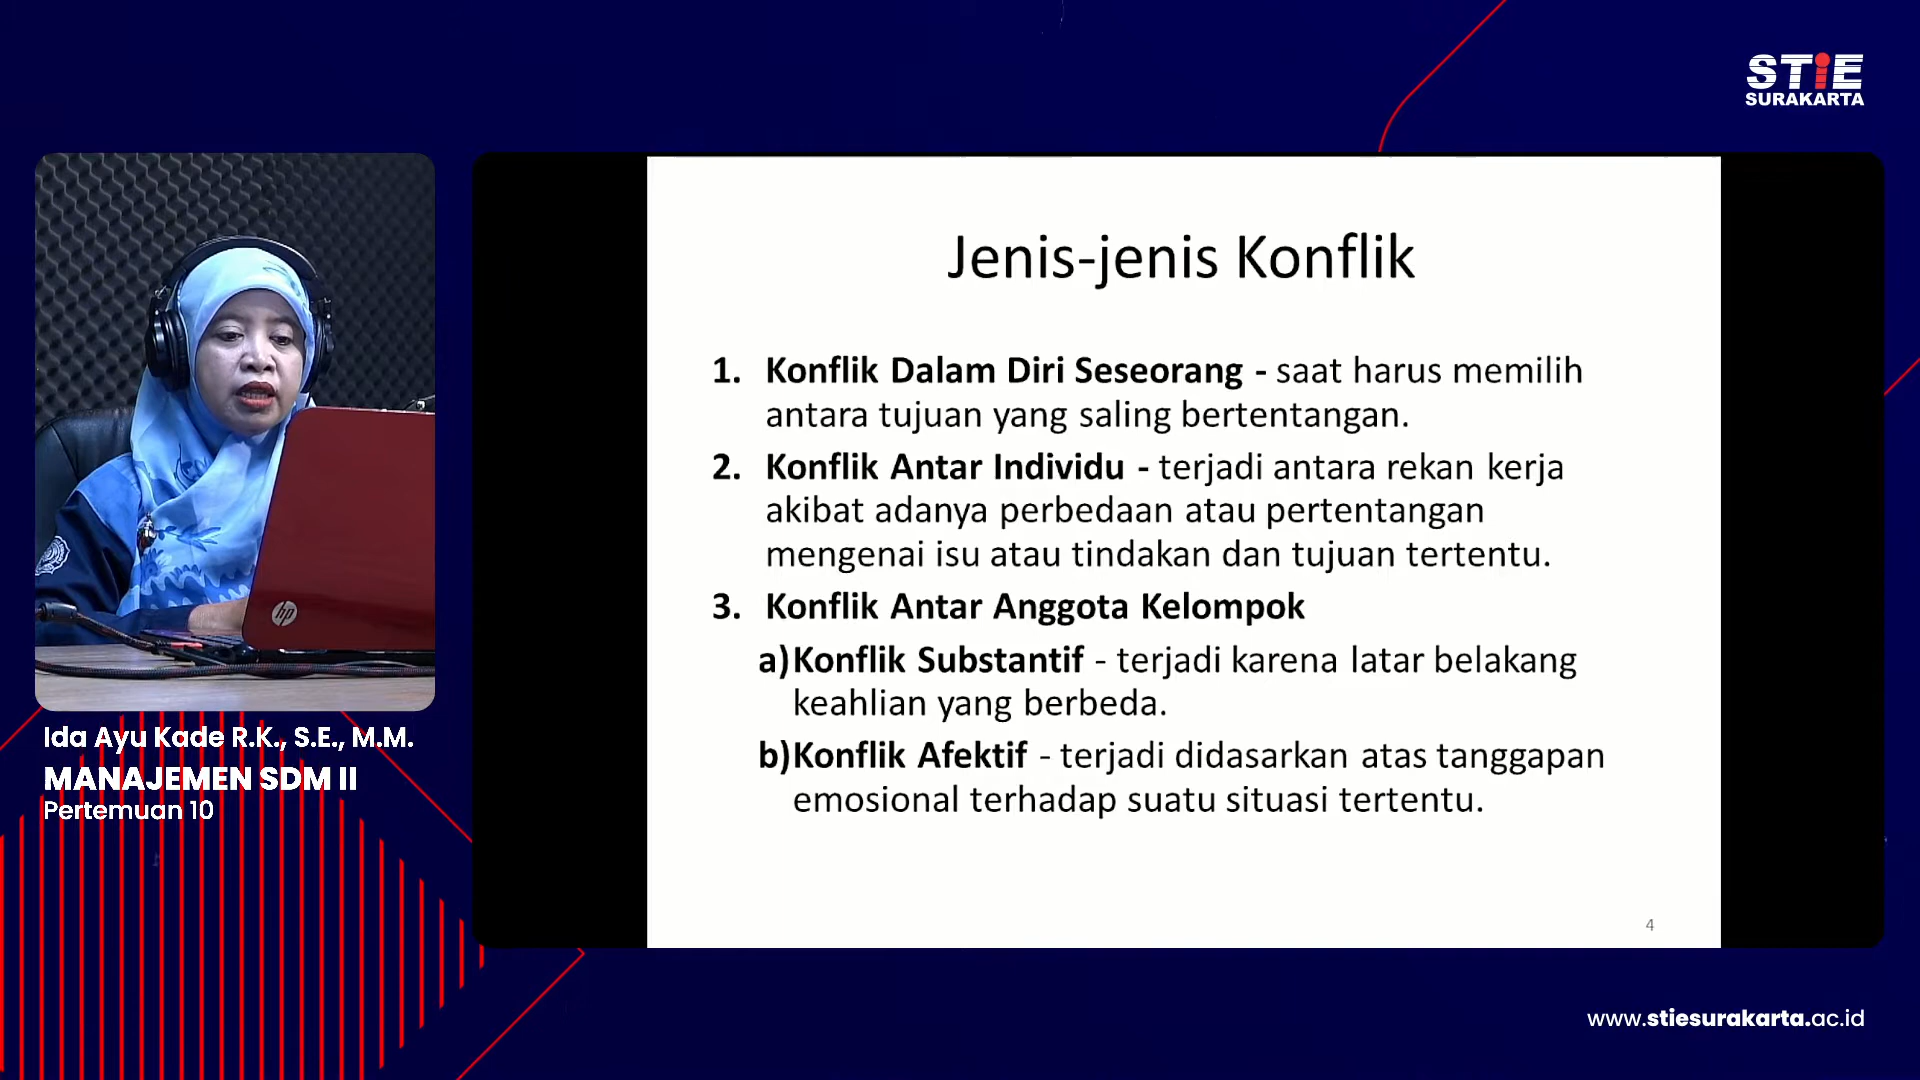 STiE
SURAKARTA
Jenis-jenis Konflik
1. Konflik Dalam Diri Seseorang - saat harus memilih
antara tujuan yang saling bertentangan.
2. Konflik Antar Individu - terjadi antara rekan kerja
akibat adanya perbedaan atau pertentangan
mengenai isu atau tindakan dan tujuan tertentu.
3. Konflik Antar Anggota Kelompok
a) Konflik Substantif - terjadi karena latar belakang
keahlian yang berbeda.
b) Konflik Afektif - terjadi didasarkan atas tanggapan
emosional terhadap suatu situasi tertentu.
4
hp
Ida Ayu Kade R.K., S.E., M.M.
MANAJEMEN SDM II
Pertemuan 10
www.stiesurakarta.ac.id